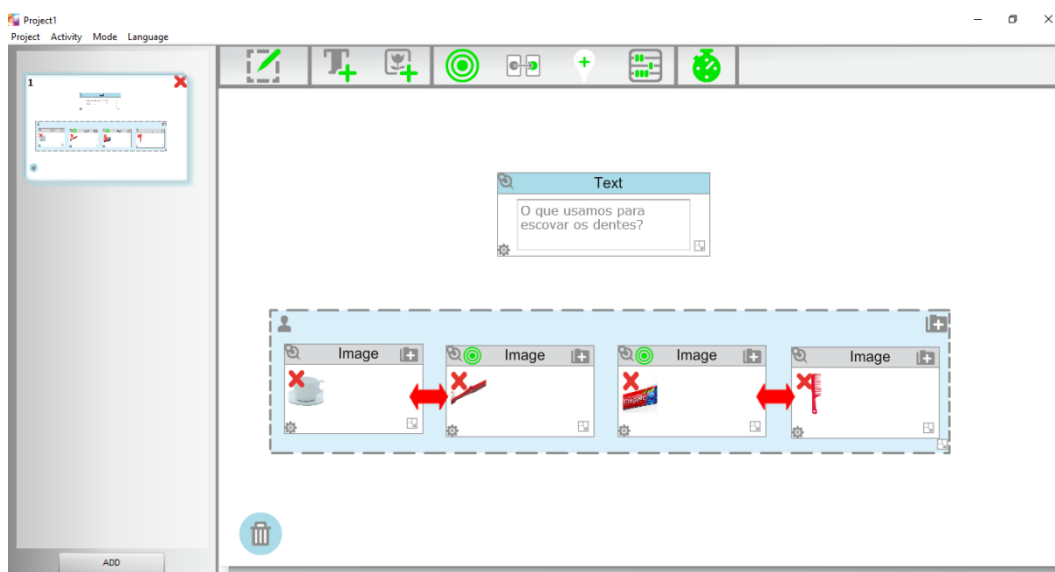 Project1
Project Activity Mode Language
1
Text
O que usamos para
escovar os dentes?
Image
Image
Image
Image
ADD